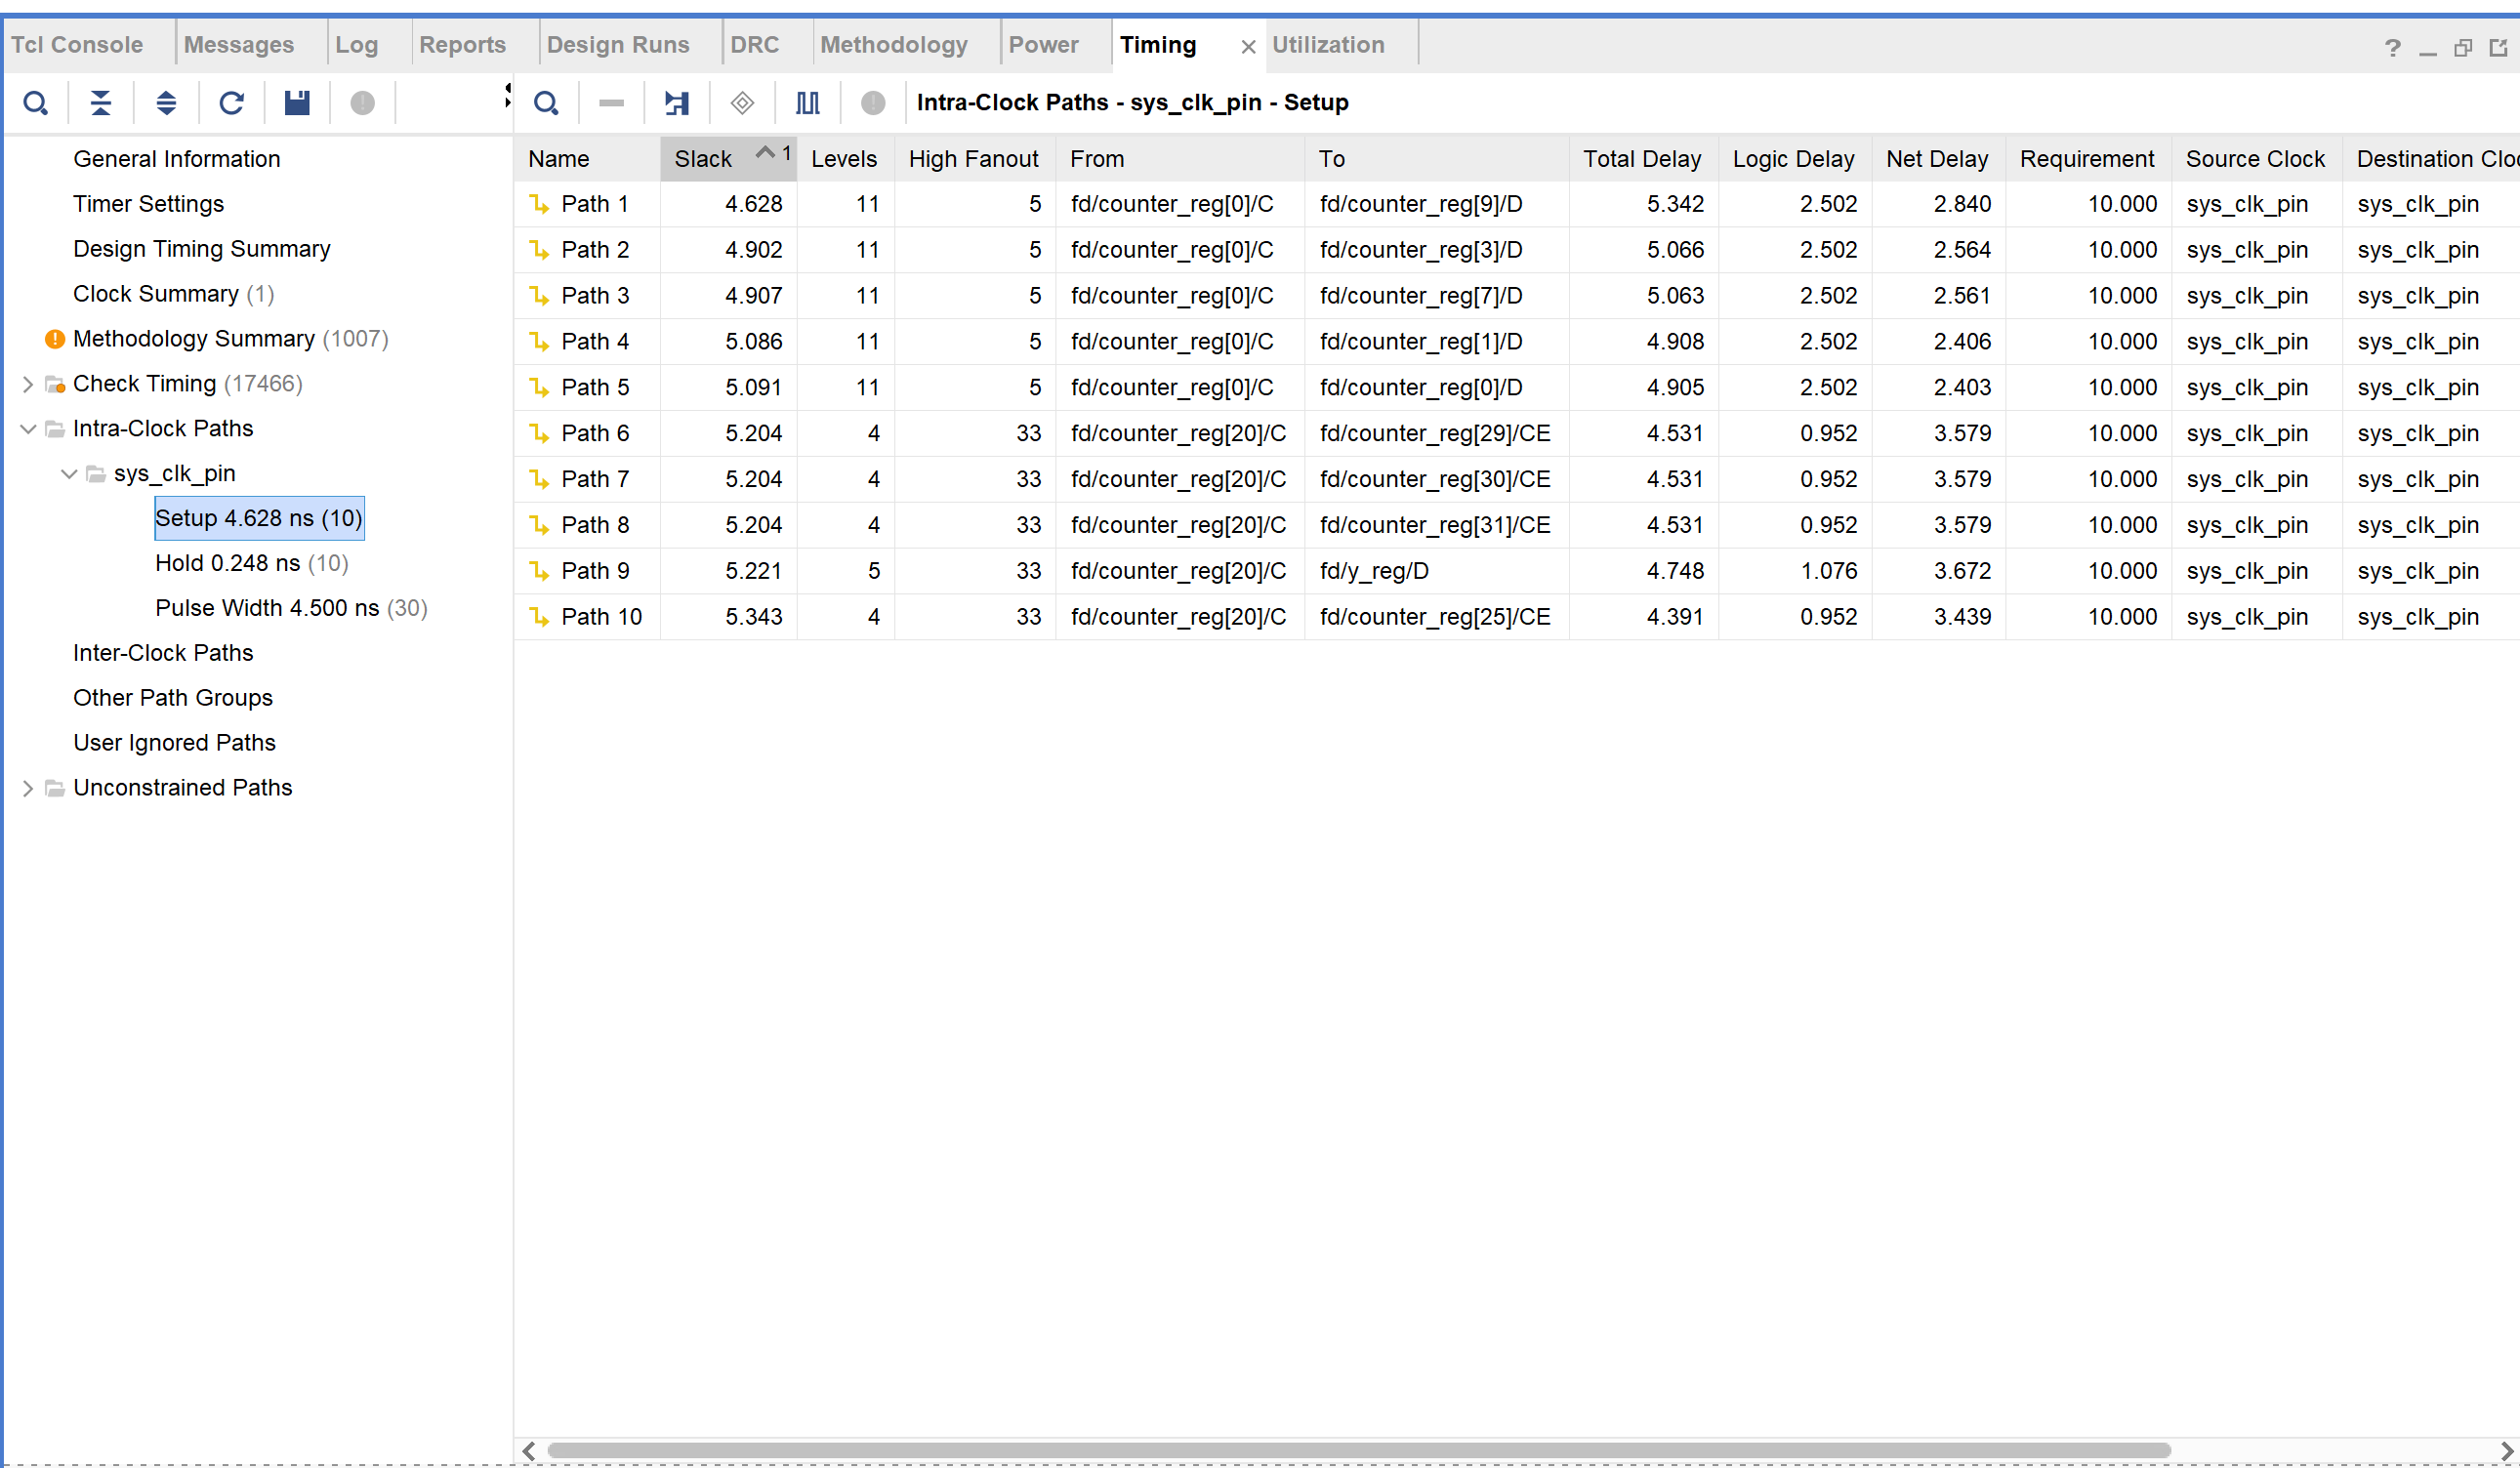 Tcl Console Messages Log Reports Design Runs DRC Methodology Power Timing Utilization
Intra-Clock Paths - sys_clk_pin - Setup
General Information
Timer Settings
Design Timing Summary
Clock Summary (1)
Methodology Summary (1007)
Check Timing (17466)
Intra-Clock Paths
sys_clk_pin
Setup 4.628 ns (10)
Hold 0.248 ns (10)
Pulse Width 4.500 ns (30)
Inter-Clock Paths
Other Path Groups
User Ignored Paths
Unconstrained Paths
Name Slack 1 Levels High Fanout From To Total Delay Logic Delay Net Delay Requirement Source Clock Destination Cloc
Path 1 4.628 11 5 fd/counter_reg[0]/C fd/counter_reg[9]/D 5.342 2.502 2.840 10.000 sys_clk_pin sys_clk_pin
Path 2 4.902 11 5 fd/counter_reg[0]/C fd/counter_reg[3]/D 5.066 2.502 2.564 10.000 sys_clk_pin sys_clk_pin
Path 3 4.907 11 5 fd/counter_reg[0]/C fd/counter_reg[7]/D 5.063 2.502 2.561 10.000 sys_clk_pin sys_clk_pin
Path 4 5.086 11 5 fd/counter_reg[0]/C fd/counter_reg[1]/D 4.908 2.502 2.406 10.000 sys_clk_pin sys_clk_pin
Path 5 5.091 11 5 fd/counter_reg[0]/C fd/counter_reg[0]/D 4.905 2.502 2.403 10.000 sys_clk_pin sys_clk_pin
Path 6 5.204 4 33 fd/counter_reg[20]/C fd/counter_reg[29]/CE 4.531 0.952 3.579 10.000 sys_clk_pin sys_clk_pin
Path 7 5.204 4 33 fd/counter_reg[20]/C fd/counter_reg[30]/CE 4.531 0.952 3.579 10.000 sys_clk_pin sys_clk_pin
Path 8 5.204 4 33 fd/counter_reg[20]/C fd/counter_reg[31]/CE 4.531 0.952 3.579 10.000 sys_clk_pin sys_clk_pin
Path 9 5.221 5 33 fd/counter_reg[20]/C fd/y_reg/D 4.748 1.076 3.672 10.000 sys_clk_pin sys_clk_pin
Path 10 5.343 4 33 fd/counter_reg[20]/C fd/counter_reg[25]/CE 4.391 0.952 3.439 10.000 sys_clk_pin sys_clk_pin